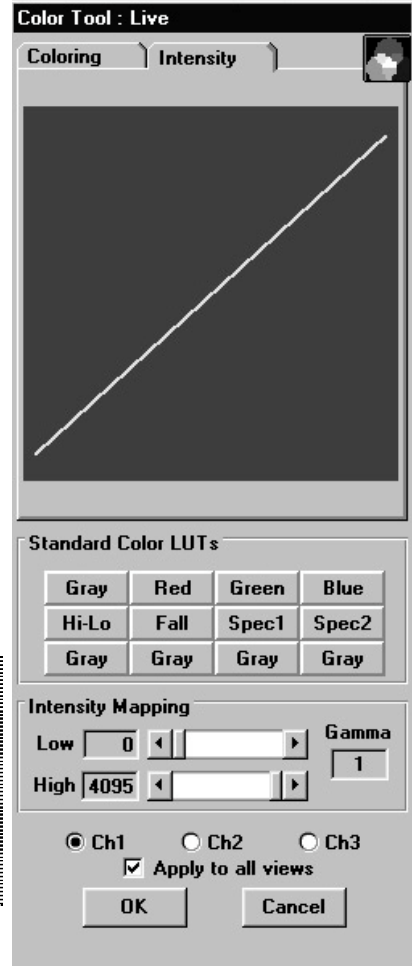 Color Tool : Live
Coloring Intensity
Standard Color LUTs
Gray Red Green Blue
Hi-Lo Fall Spec1 Spec2
Gray Gray Gray Gray
Intensity Mapping
Low 0 Gamma
High 4095 1
Ch1 Ch2 Ch3
Apply to all views
OK Cancel